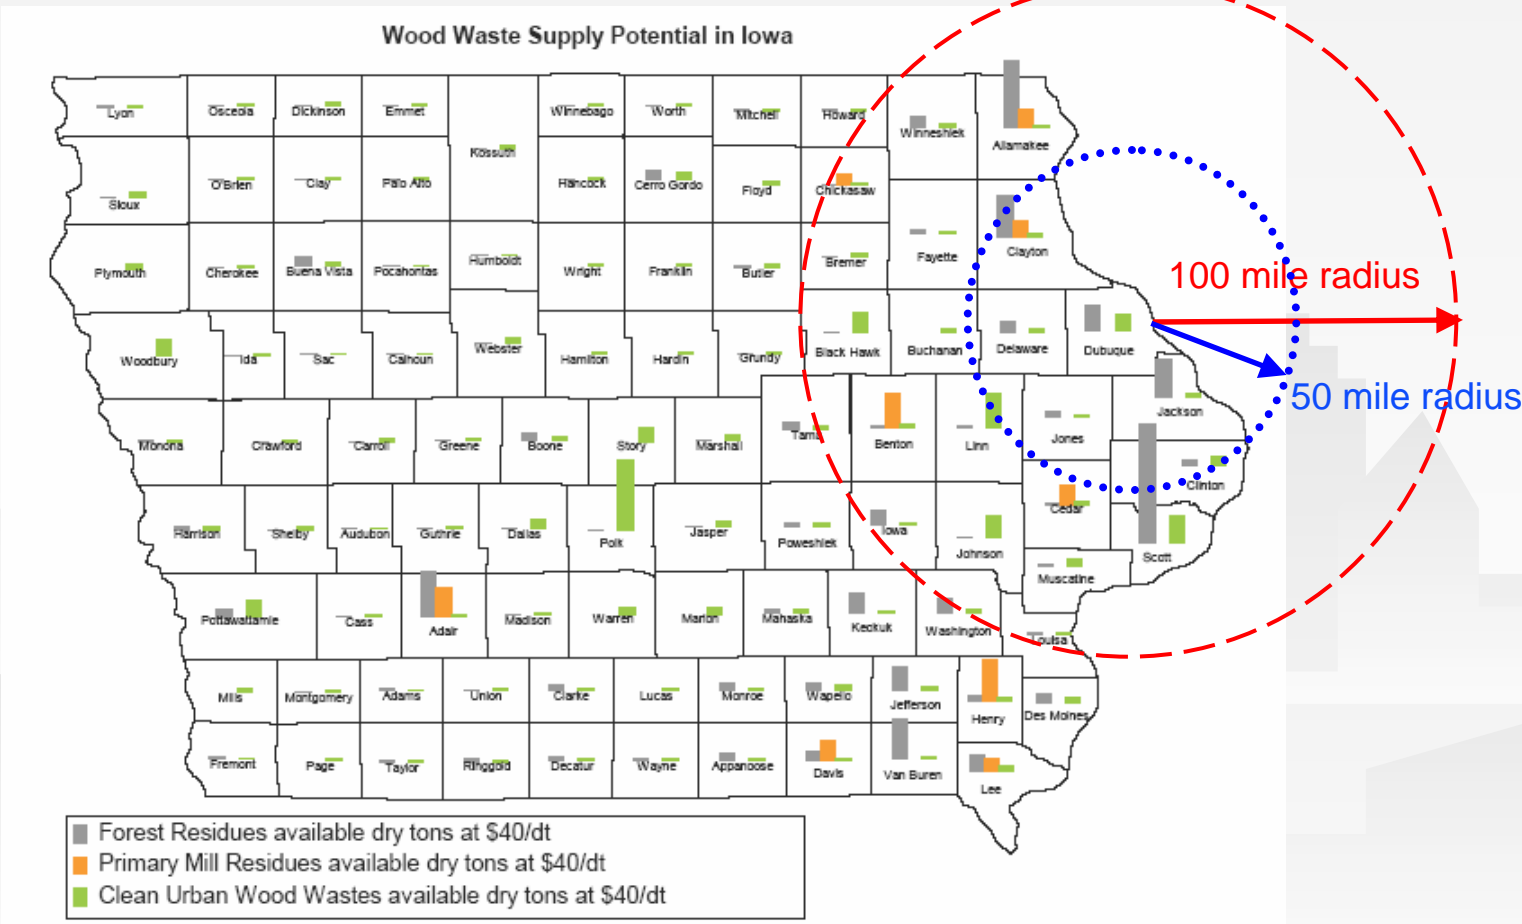 Wood Waste Supply Potential in Iowa
Lyon
Osceola
Dickinson
Emmet
Winnebago
Worth
Mitchell
Howard
Winneshiek
Allamakee
Kossuth
Sioux
O'Brien
Clay
Palo Alto
Hancock
Cerro Gordo
Floyd
Chickasaw
Plymouth
Cherokee
Buena Vista
Pocahontas
Humboldt
Wright
Franklin
Butler
Bremer
Fayette
Clayton
100 mile radius
Woodbury
Ida
Sac
Calhoun
Webster
Hamilton
Hardin
Grundy
Black Hawk
Buchanan
Delaware
Dubuque
50 mile radius
Monona
Crawford
Carroll
Greene
Boone
Story
Marshall
Tama
Benton
Linn
Jones
Jackson
Clinton
Harrison
Shelby
Audubon
Guthrie
Dallas
Polk
Jasper
Poweshiek
Iowa
Johnson
Cedar
Scott
Muscatine
Pottawattamie
Cass
Adair
Madison
Warren
Marion
Mahaska
Keokuk
Washington
Louisa
Mills
Montgomery
Adams
Union
Clarke
Lucas
Monroe
Wapello
Jefferson
Henry
Des Moines
Fremont
Page
Taylor
Ringgold
Decatur
Wayne
Appanoose
Davis
Van Buren
Lee
Forest Residues available dry tons at $40/dt
Primary Mill Residues available dry tons at $40/dt
Clean Urban Wood Wastes available dry tons at $40/dt